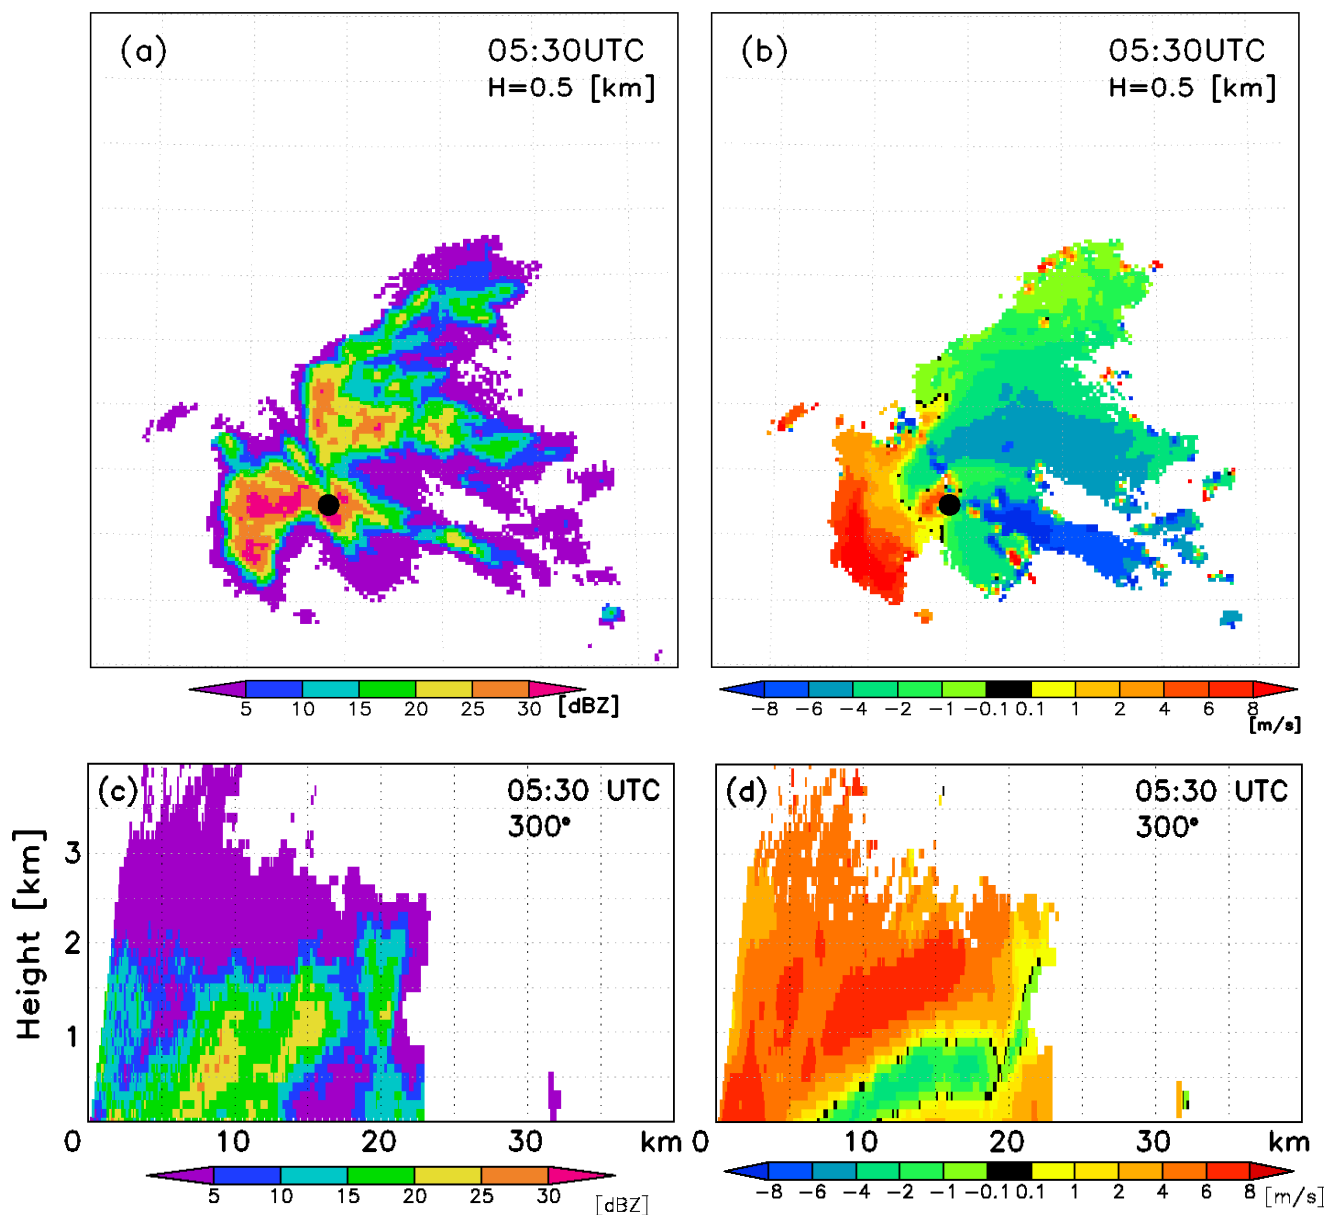 (a) 05:30UTC
H=0.5 [km]
(b) 05:30UTC
H=0.5 [km]
5 10 15 20 25 30 [dBZ]
-8 -6 -4 -2 -1 -0.1 0.1 1 2 4 6 8
[m/s]
(c) 05:30 UTC
300°
(d) 05:30 UTC
300°
Height [km]
3
2
1
0 10 20 30 km
0 10 20 30 km
5 10 15 20 25 30
[dBZ]
-8 -6 -4 -2 -1 -0.1 0.1 1 2 4 6 8 [m/s]